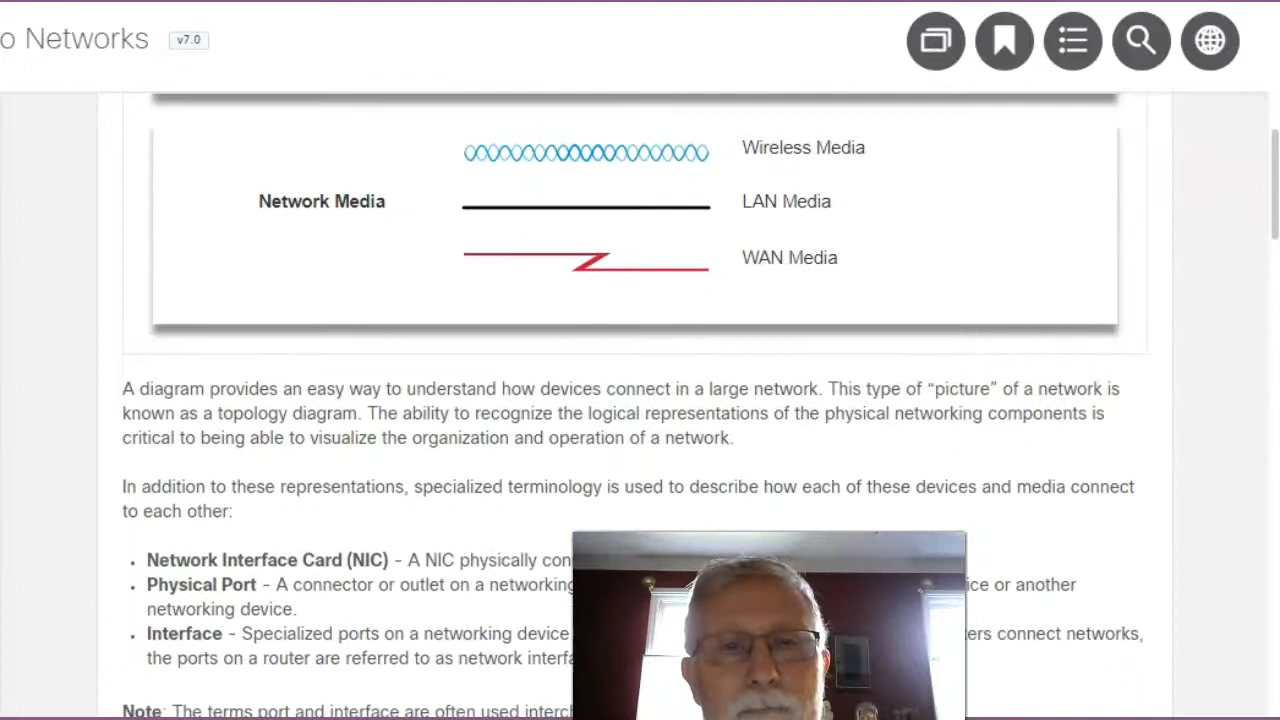 o Networks v7.0
Wireless Media
Network Media
LAN Media
WAN Media
A diagram provides an easy way to understand how devices connect in a large network. This type of “picture” of a network is
known as a topology diagram. The ability to recognize the logical representations of the physical networking components is
critical to being able to visualize the organization and operation of a network.
In addition to these representations, specialized terminology is used to describe how each of these devices and media connect
to each other:
• Network Interface Card (NIC) - A NIC physically con
• Physical Port - A connector or outlet on a networking ice or another
networking device.
• Interface - Specialized ports on a networking device ters connect networks,
the ports on a router are referred to as network interfa
Note: The terms port and interface are often used interch